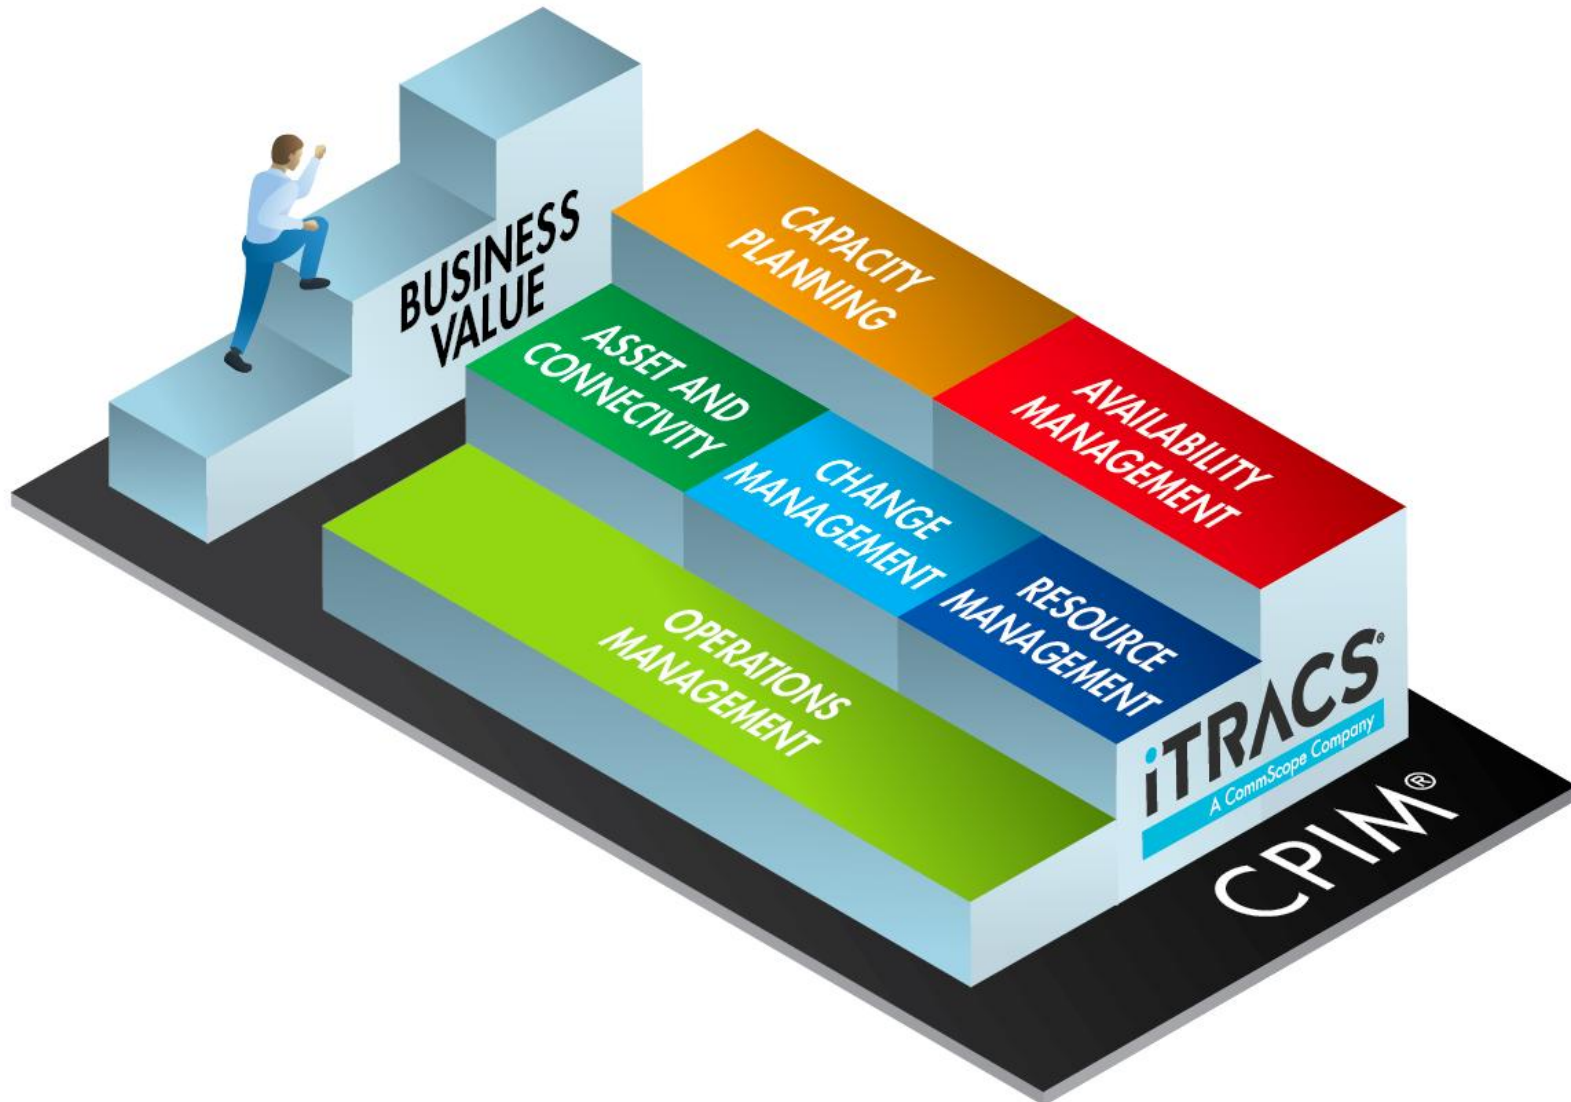 BUSINESS
VALUE
CAPACITY
PLANNING
AVAILABILITY
MANAGEMENT
ASSET AND
CONNECIVITY
CHANGE
MANAGEMENT
RESOURCE
MANAGEMENT
OPERATIONS
MANAGEMENT
iTRACS®
A CommScope Company
CPIM®